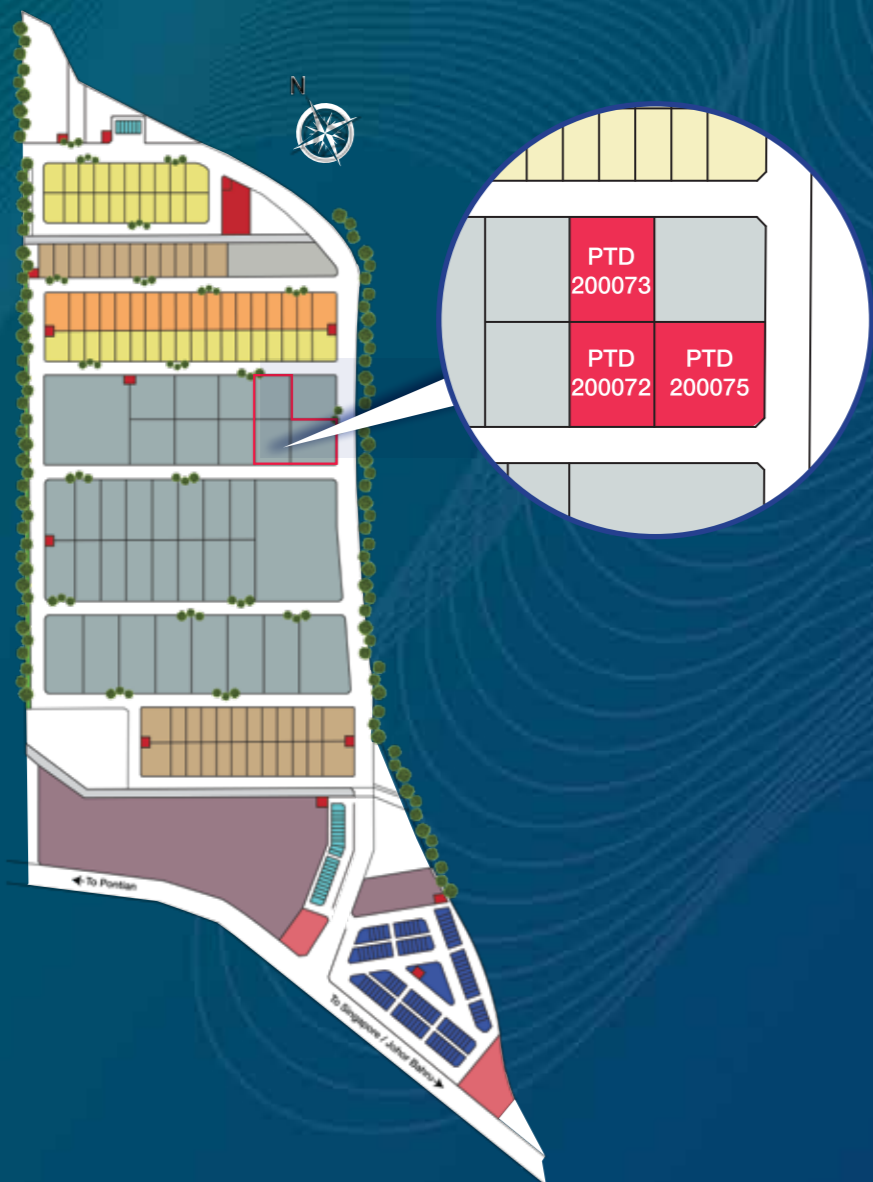 N
PTD
200073
PTD
200072
PTD
200075
To Pontian
To Singapore / Johor Bahru